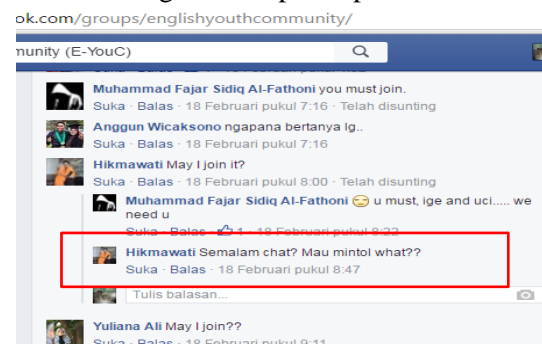 ok.com/groups/englishyouthcommunity/
munity (E-YouC)
Muhammad Fajar Sidiq Al-Fathoni you must join.
Suka · Balas · 18 Februari pukul 7:16 · Telah disunting
Anggun Wicaksono ngapana bertanya lg..
Suka · Balas · 18 Februari pukul 7:16
Hikmawati May I join it?
Suka · Balas · 18 Februari pukul 8:00 · Telah disunting
Muhammad Fajar Sidiq Al-Fathoni 😏 u must, ige and uci..... we
need u
Suka · Balas · 1 · 18 Februari pukul 8:22
Hikmawati Semalam chat? Mau mintol what??
Suka · Balas · 18 Februari pukul 8:47
Tulis balasan...
Yuliana Ali May I join??
Suka · Balas · 18 Februari pukul 9:11